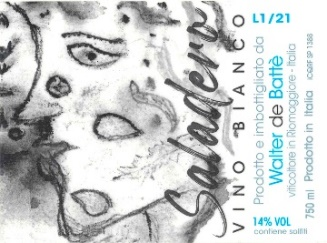 L1/21
Saladero
VINO BIANCO
Prodotto e imbottigliato da
Walter de Battè
viticoltore in Riomaggiore - Italia
750 ml Prodotto in Italia
14% VOL
contiene solfiti